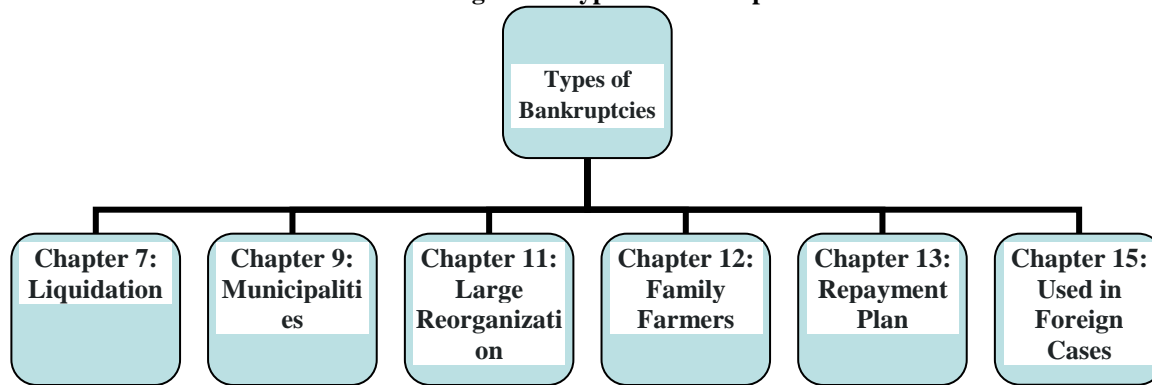 Types of
Bankruptcies
Chapter 7:
Liquidation
Chapter 9:
Municipaliti
es
Chapter 11:
Large
Reorganizati
on
Chapter 12:
Family
Farmers
Chapter 13:
Repayment
Plan
Chapter 15:
Used in
Foreign
Cases